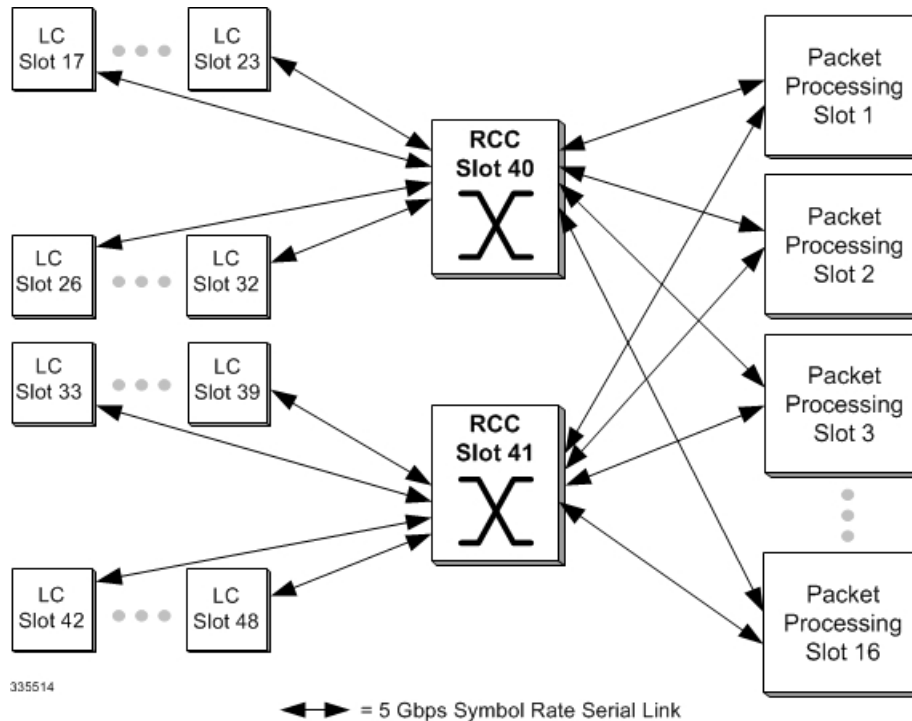 LC
Slot 17
LC
Slot 23
LC
Slot 26
LC
Slot 32
LC
Slot 33
LC
Slot 39
LC
Slot 42
LC
Slot 48
RCC
Slot 40
RCC
Slot 41
Packet
Processing
Slot 1
Packet
Processing
Slot 2
Packet
Processing
Slot 3
Packet
Processing
Slot 16
335514
= 5 Gbps Symbol Rate Serial Link